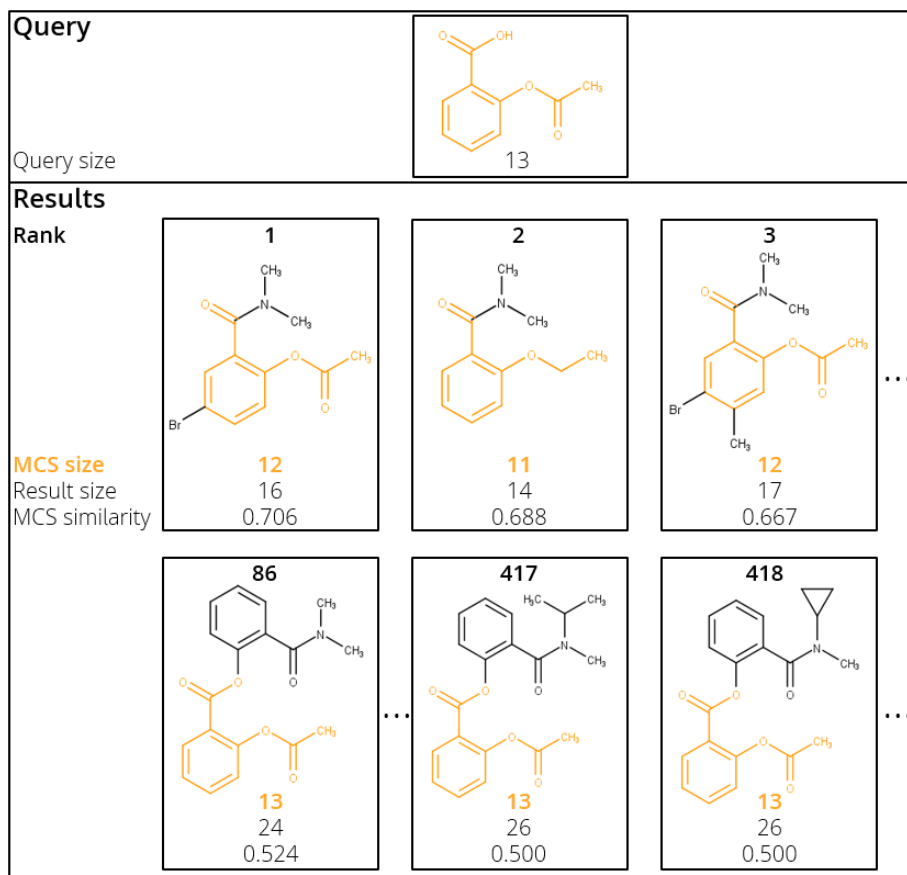 Query
O
OH
O
CH₃
O
Query size
13
Results
Rank
1
2
3
CH₃
O
N
CH₃
O
CH₃
O
Br
CH₃
O
N
CH₃
O
CH₃
CH₃
O
N
CH₃
O
CH₃
O
Br
CH₃
...
MCS size
12
11
12
Result size
16
14
17
MCS similarity
0.706
0.688
0.667
86
417
418
CH₃
N
CH₃
O
O
O
O
CH₃
O
...
H₃C
CH₃
N
CH₃
O
O
O
O
CH₃
O
N
CH₃
O
O
O
O
CH₃
O
...
13
13
13
24
26
26
0.524
0.500
0.500